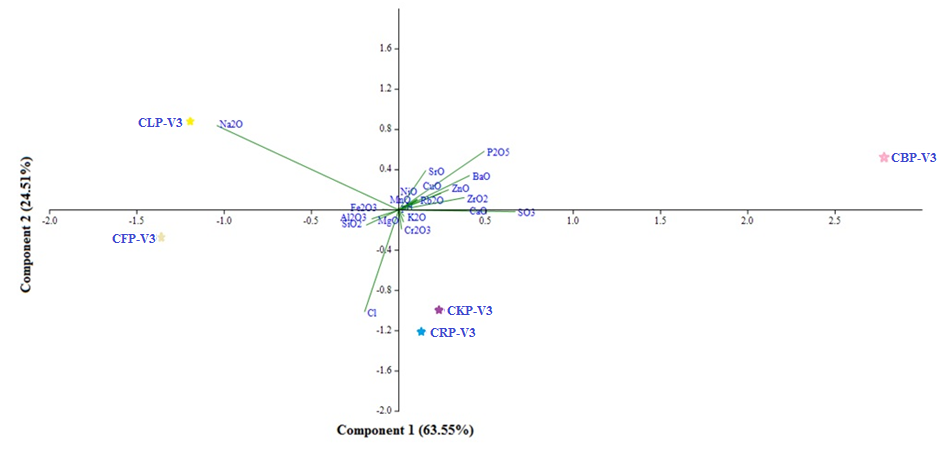 1.6
1.2
0.8
0.4
-0.4
-0.8
-1.2
-1.6
-2.0
-2.0
-1.5
-1.0
-0.5
0.5
1.0
1.5
2.0
2.5
CLP-V3
Na2O
CBP-V3
P2O5
SrO
BaO
CuO
NiO
ZnO
MnO
Rb2O
ZrO2
Fe2O3
CaO
SO3
Al2O3
MgO
K2O
SiO2
Cr2O3
CFP-V3
Cl
CKP-V3
CRP-V3
Component 2 (24.51%)
Component 1 (63.55%)